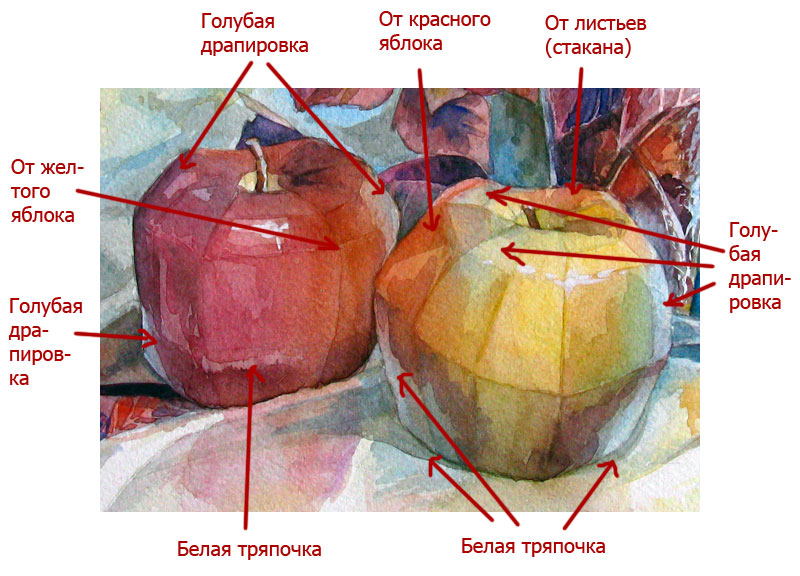 Голубая
драпировка
От красного
яблока
От листьев
(стакана)
От жел-
того
яблока
Голу-
бая
драпи-
ровка
Голубая
дра-
пиров-
ка
Белая тряпочка
Белая тряпочка